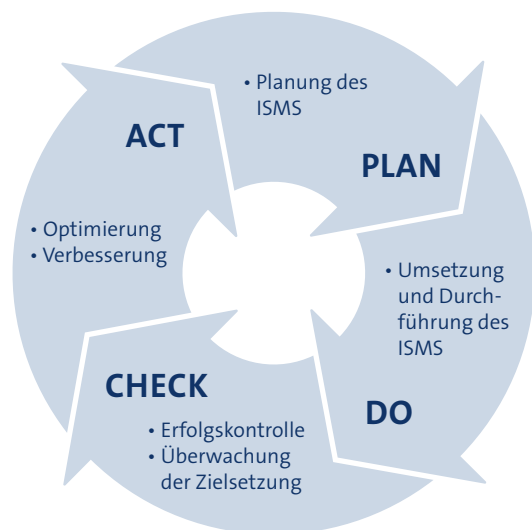 • Planung des
ISMS
PLAN
• Umsetzung
und Durch-
führung des
ISMS
DO
CHECK
• Erfolgskontrolle
• Überwachung
der Zielsetzung
ACT
• Optimierung
• Verbesserung